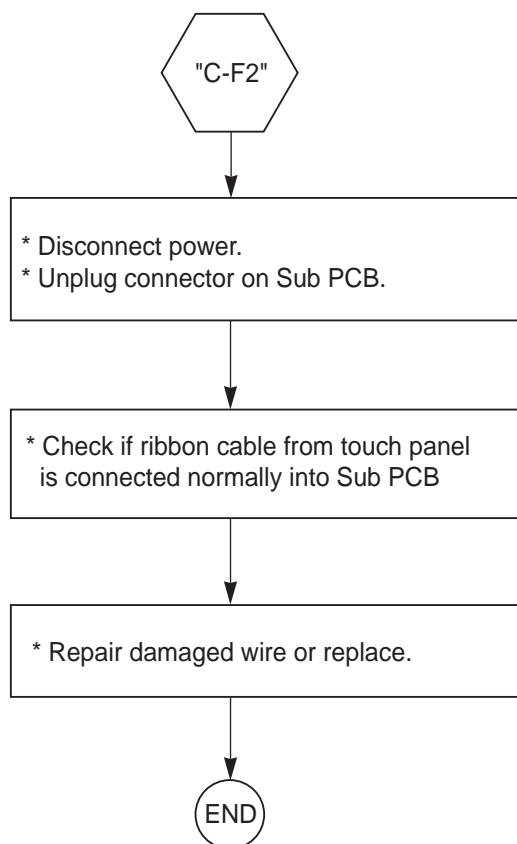 "C-F2"
* Disconnect power.
* Unplug connector on Sub PCB.
* Check if ribbon cable from touch panel
is connected normally into Sub PCB
* Repair damaged wire or replace.
END